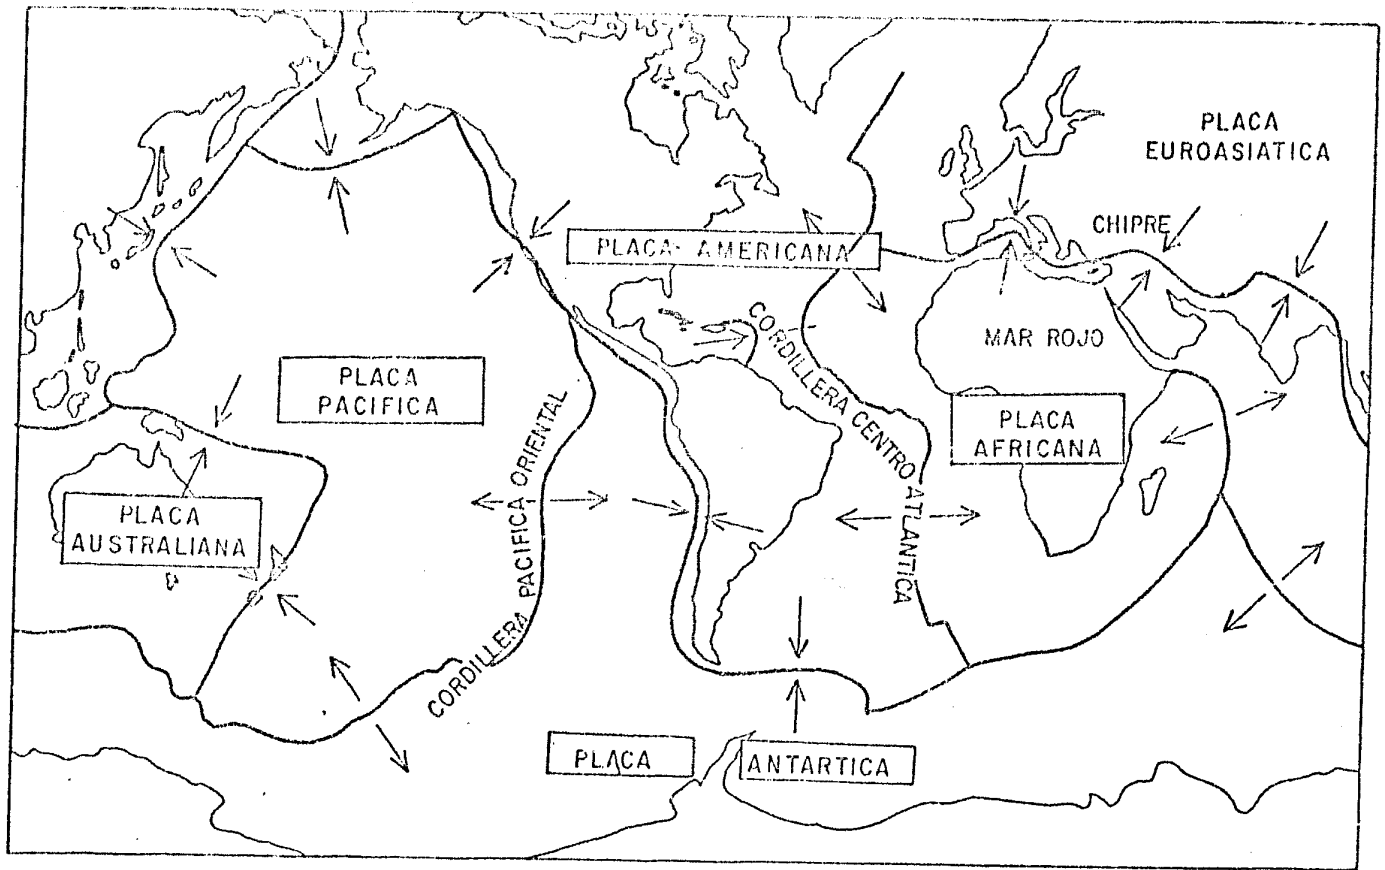 PLACA
EUROASIATICA
CHIPRE
PLACA AMERICANA
MAR ROJO
CORDILLERA CENTRO ATLANTICA
PLACA
PACIFICA
PLACA
AFRICANA
CORDILLERA PACIFICA ORIENTAL
PLACA
AUSTRALIANA
PLACA ANTARTICA